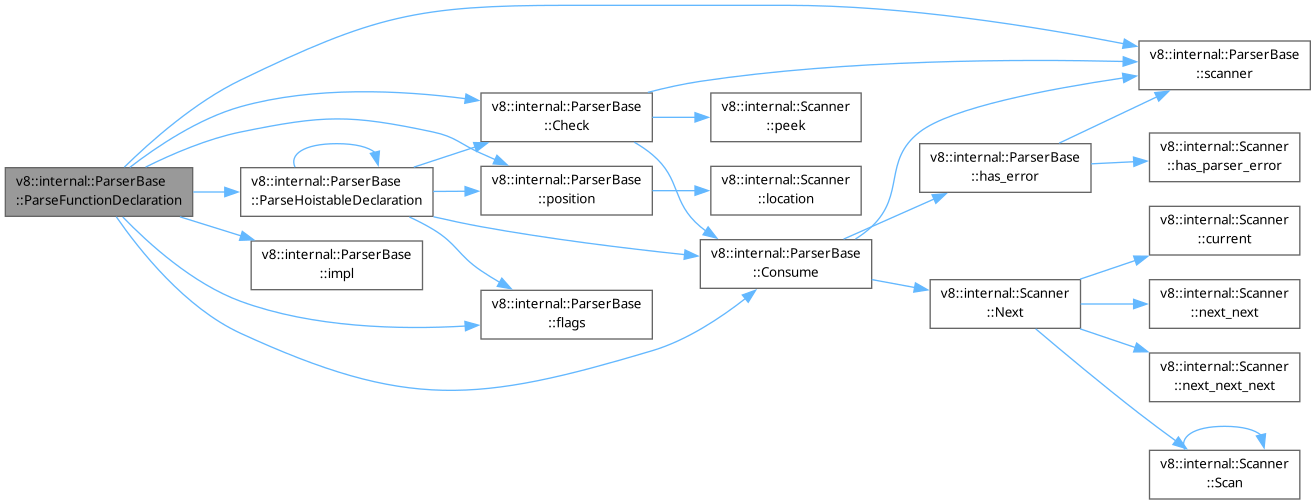 v8::internal::ParserBase
::ParseFunctionDeclaration
v8::internal::ParserBase
::ParseHoistableDeclaration
v8::internal::ParserBase
::impl
v8::internal::ParserBase
::Check
v8::internal::ParserBase
::position
v8::internal::ParserBase
::flags
v8::internal::Scanner
::peek
v8::internal::Scanner
::location
v8::internal::ParserBase
::Consume
v8::internal::ParserBase
::has_error
v8::internal::Scanner
::Next
v8::internal::ParserBase
::scanner
v8::internal::Scanner
::has_parser_error
v8::internal::Scanner
::current
v8::internal::Scanner
::next_next
v8::internal::Scanner
::next_next_next
v8::internal::Scanner
::Scan